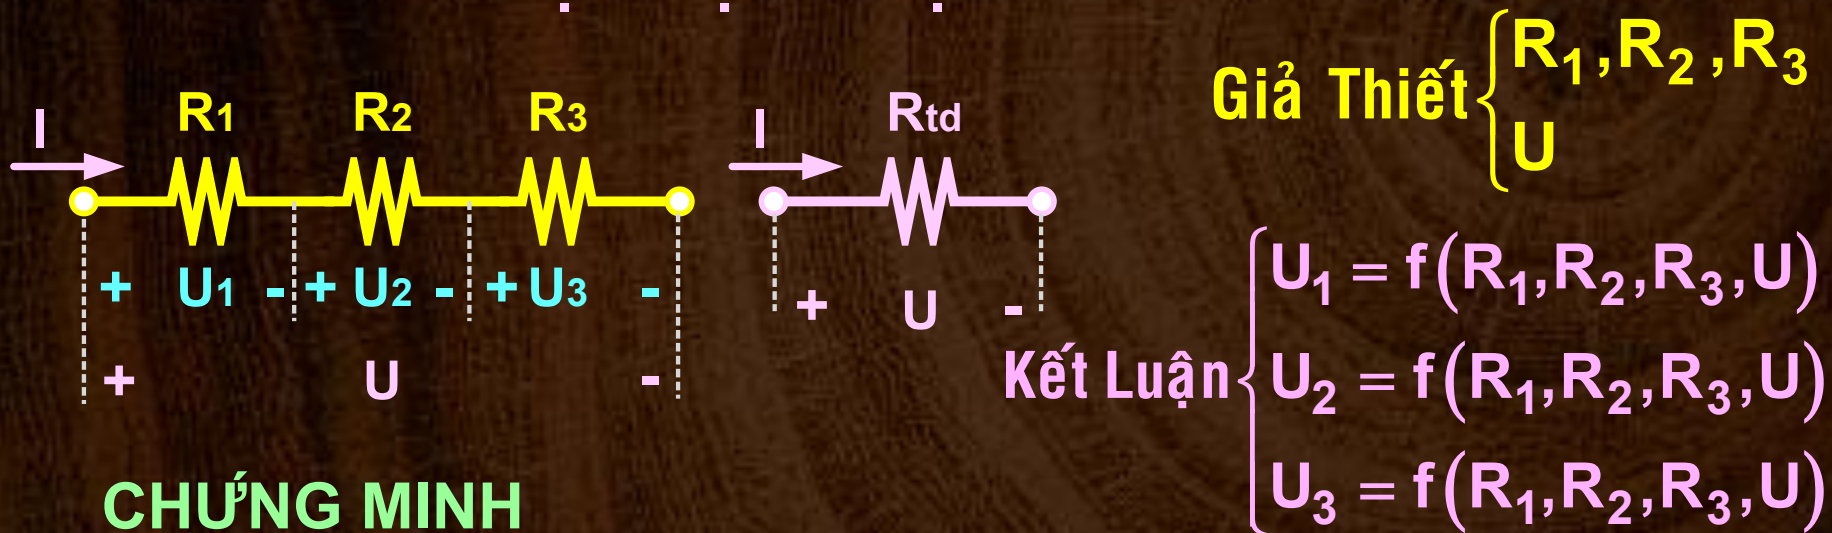 I R1 R2 R3
+ U1 - + U2 - + U3 -
+ U -
I Rtd
+ U -
Giả Thiết { R1,R2 ,R3
U
Kết Luận { U1 = f(R1,R2,R3,U)
U2 = f(R1,R2,R3,U)
U3 = f(R1,R2,R3,U)
CHỨNG MINH